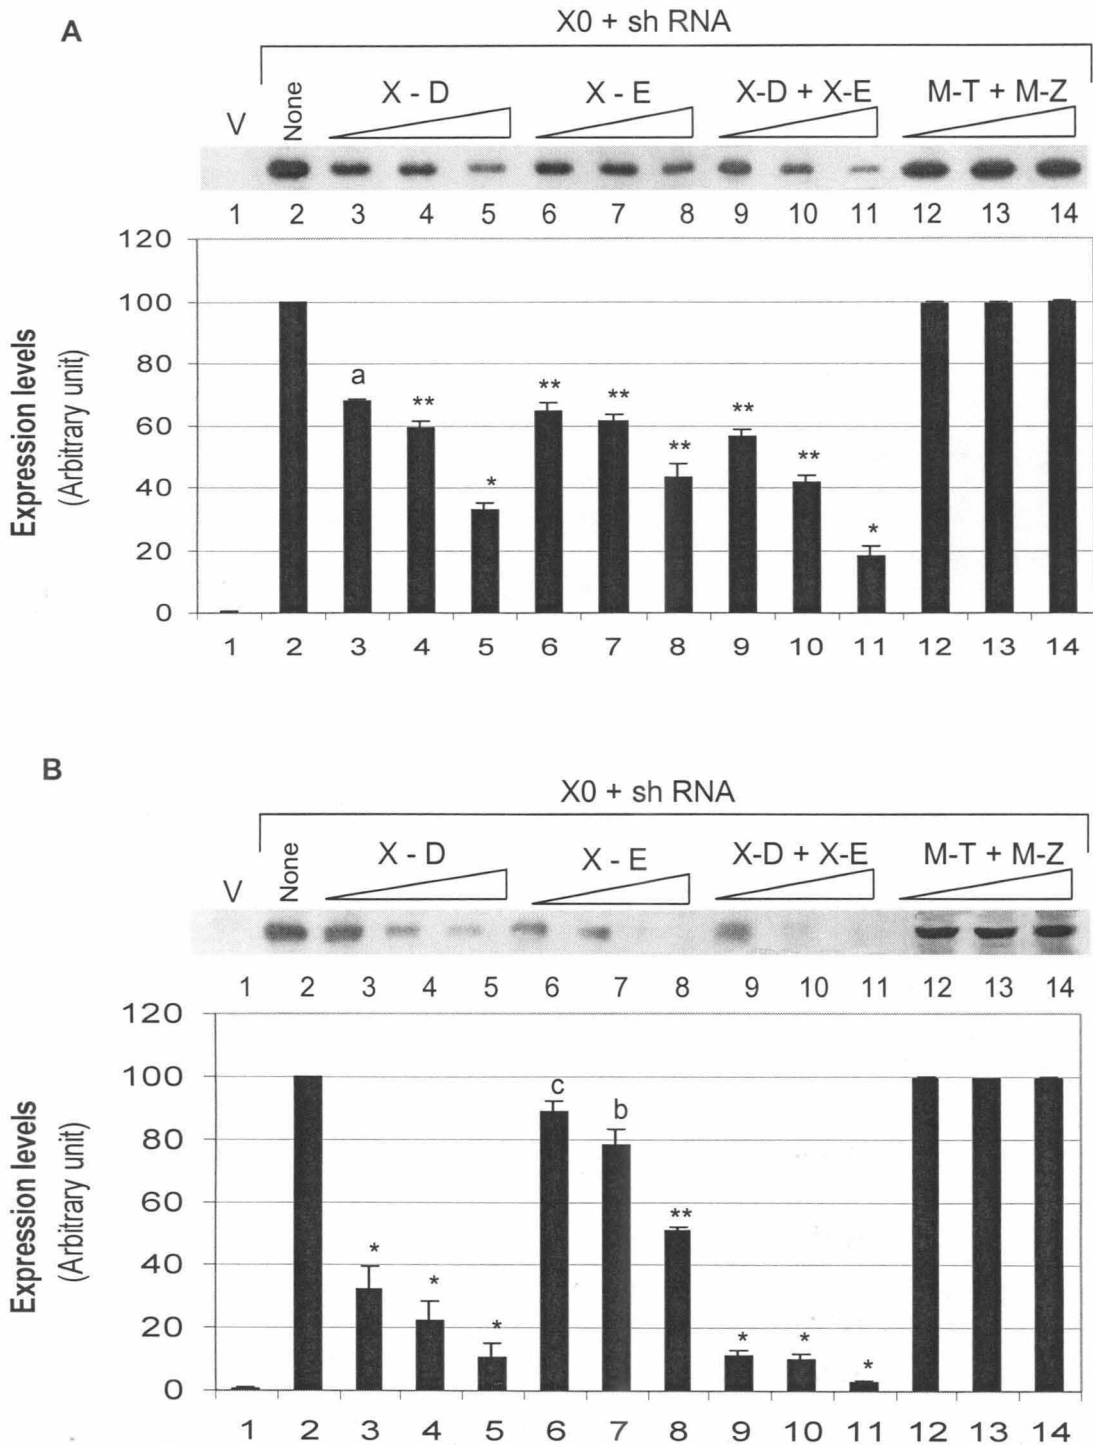 A
X0 + sh RNA
V None X - D X - E X-D + X-E M-T + M-Z
1 2 3 4 5 6 7 8 9 10 11 12 13 14
Expression levels
(Arbitrary unit)
120
100
80
60
40
20
0
a ** * ** ** ** ** ** *
1 2 3 4 5 6 7 8 9 10 11 12 13 14
B
X0 + sh RNA
V None X - D X - E X-D + X-E M-T + M-Z
1 2 3 4 5 6 7 8 9 10 11 12 13 14
Expression levels
(Arbitrary unit)
120
100
80
60
40
20
0
* * * c b ** * * *
1 2 3 4 5 6 7 8 9 10 11 12 13 14